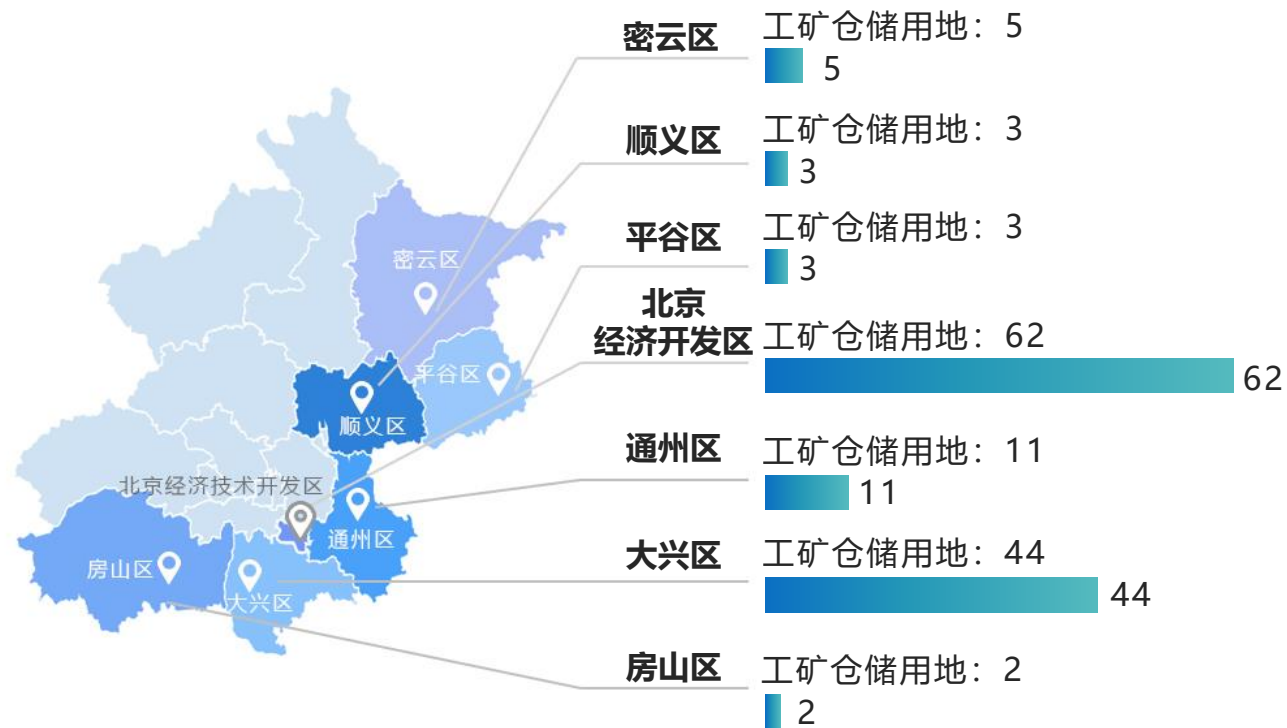 密云区
工矿仓储用地：5
5
顺义区
工矿仓储用地：3
3
平谷区
工矿仓储用地：3
3
北京
经济开发区
工矿仓储用地：62
62
通州区
工矿仓储用地：11
11
大兴区
工矿仓储用地：44
44
房山区
工矿仓储用地：2
2
密云区
平谷区
顺义区
北京经济技术开发区
通州区
房山区
大兴区